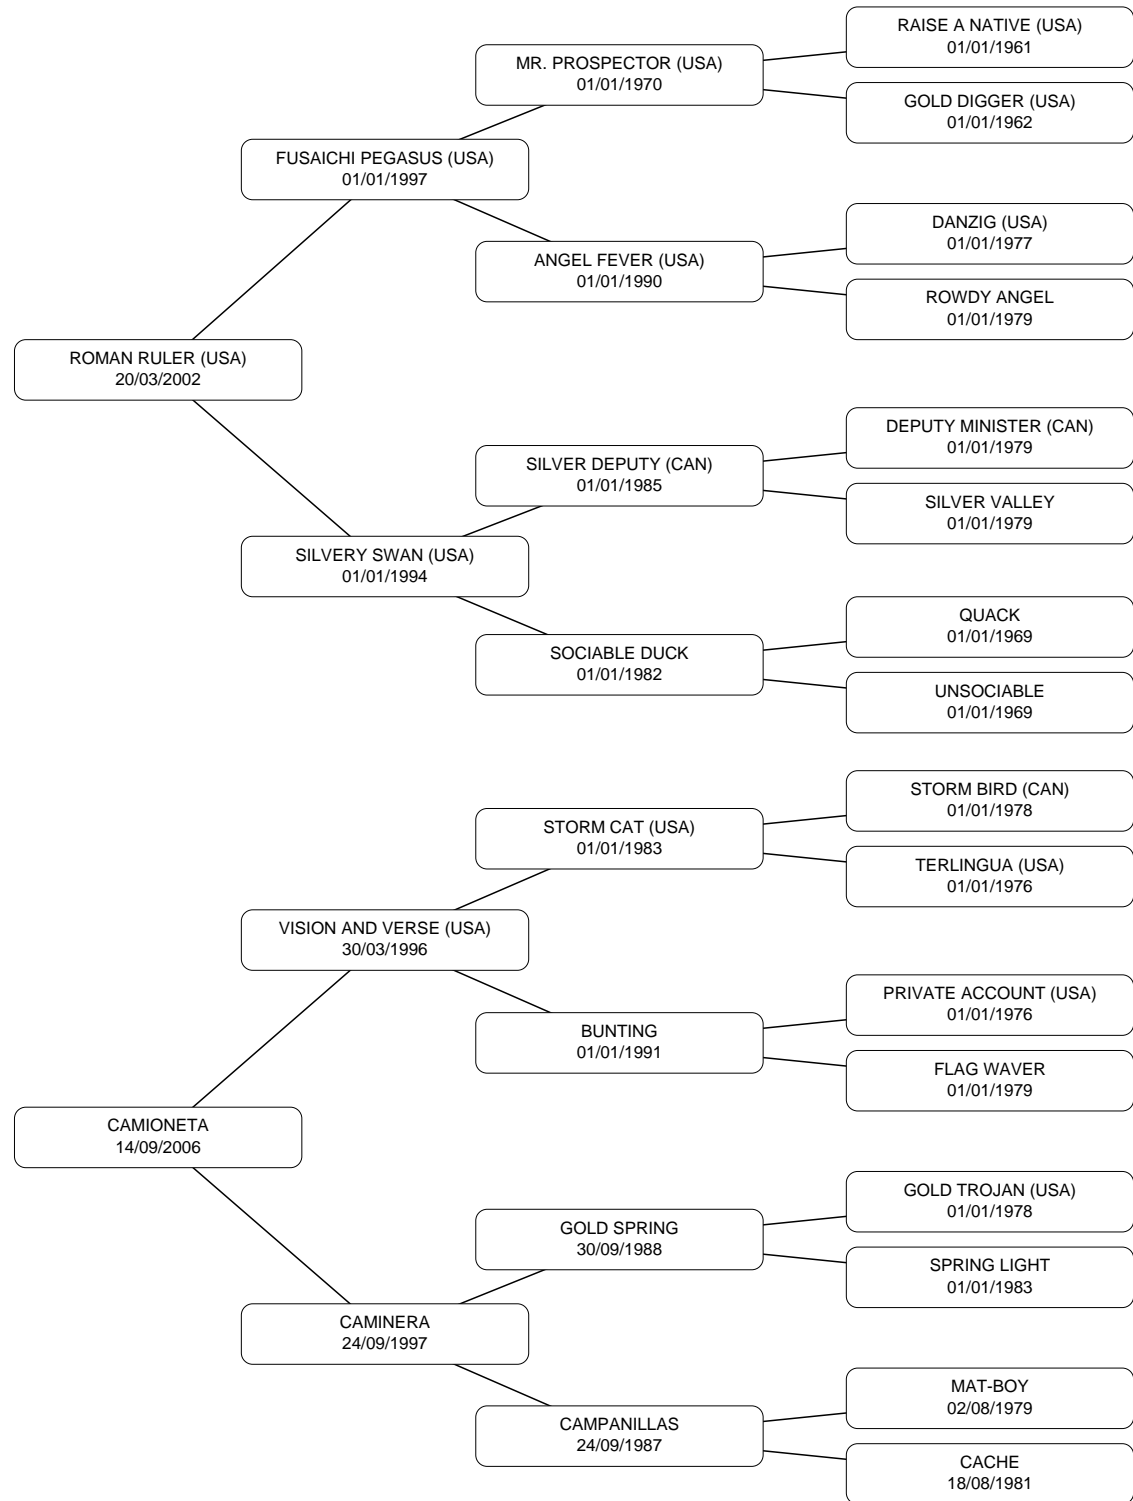 RAISE A NATIVE (USA)
01/01/1961
MR. PROSPECTOR (USA)
01/01/1970
GOLD DIGGER (USA)
01/01/1962
FUSAICHI PEGASUS (USA)
01/01/1997
DANZIG (USA)
01/01/1977
ANGEL FEVER (USA)
01/01/1990
ROWDY ANGEL
01/01/1979
ROMAN RULER (USA)
20/03/2002
DEPUTY MINISTER (CAN)
01/01/1979
SILVER DEPUTY (CAN)
01/01/1985
SILVER VALLEY
01/01/1979
SILVERY SWAN (USA)
01/01/1994
QUACK
01/01/1969
SOCIABLE DUCK
01/01/1982
UNSOCIABLE
01/01/1969
STORM BIRD (CAN)
01/01/1978
STORM CAT (USA)
01/01/1983
TERLINGUA (USA)
01/01/1976
VISION AND VERSE (USA)
30/03/1996
PRIVATE ACCOUNT (USA)
01/01/1976
BUNTING
01/01/1991
FLAG WAVER
01/01/1979
CAMIONETA
14/09/2006
GOLD TROJAN (USA)
01/01/1978
GOLD SPRING
30/09/1988
SPRING LIGHT
01/01/1983
CAMINERA
24/09/1997
MAT-BOY
02/08/1979
CAMPANILLAS
24/09/1987
CACHE
18/08/1981